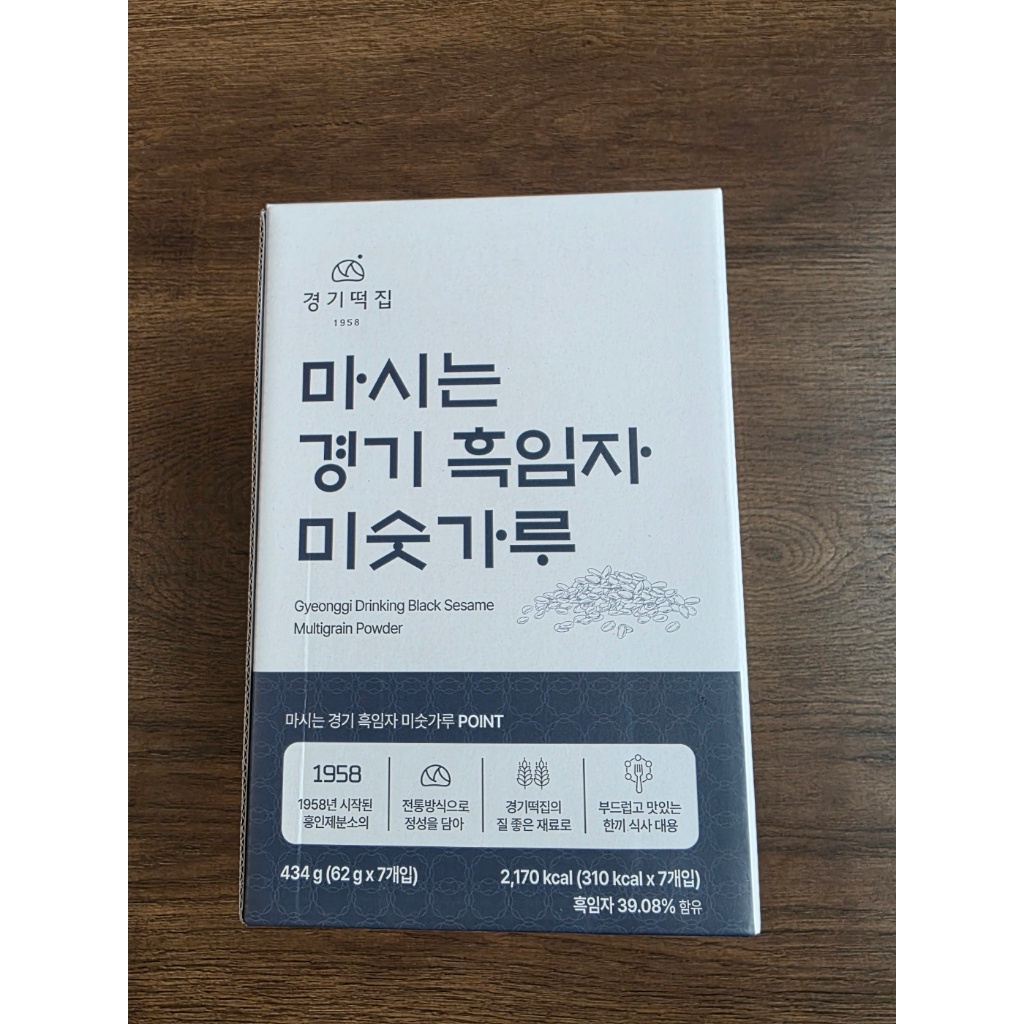 경기떡집
1958
마시는
경기 흑임자
미숫가루
Gyeonggi Drinking Black Sesame
Multigrain Powder
마시는 경기 흑임자 미숫가루 POINT
1958
1958년 시작된
흥인제분소의
전통방식으로
정성을 담아
경기떡집의
질 좋은 재료로
부드럽고 맛있는
한끼 식사 대용
434 g (62 g x 7개입)
2,170 kcal (310 kcal x 7개입)
흑임자 39.08% 함유